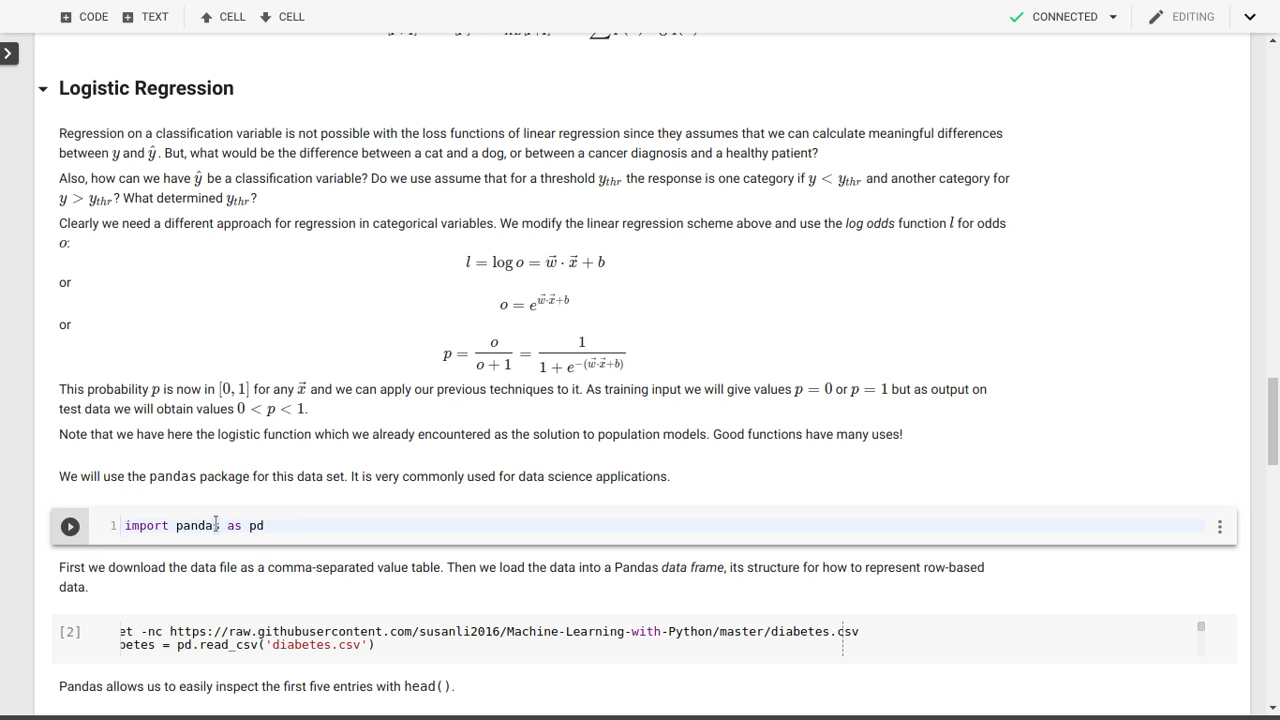 CODE TEXT CELL CELL CONNECTED EDITING
Logistic Regression
Regression on a classification variable is not possible with the loss functions of linear regression since they assumes that we can calculate meaningful differences
between y and ŷ. But, what would be the difference between a cat and a dog, or between a cancer diagnosis and a healthy patient?
Also, how can we have ŷ be a classification variable? Do we use assume that for a threshold y_thr the response is one category if y < y_thr and another category for
y > y_thr? What determined y_thr?
Clearly we need a different approach for regression in categorical variables. We modify the linear regression scheme above and use the log odds function l for odds
o:
l = log o = w⃗ · x⃗ + b
or
o = e^(w⃗·x⃗+b)
or
p = o/(o + 1) = 1/(1 + e^−(w⃗·x⃗+b))
This probability p is now in [0, 1] for any x⃗ and we can apply our previous techniques to it. As training input we will give values p = 0 or p = 1 but as output on
test data we will obtain values 0 < p < 1.
Note that we have here the logistic function which we already encountered as the solution to population models. Good functions have many uses!
We will use the pandas package for this data set. It is very commonly used for data science applications.
1 import pandas as pd
First we download the data file as a comma-separated value table. Then we load the data into a Pandas data frame, its structure for how to represent row-based
data.
[2] et -nc https://raw.githubusercontent.com/susanli2016/Machine-Learning-with-Python/master/diabetes.csv
betes = pd.read_csv('diabetes.csv')
Pandas allows us to easily inspect the first five entries with head().